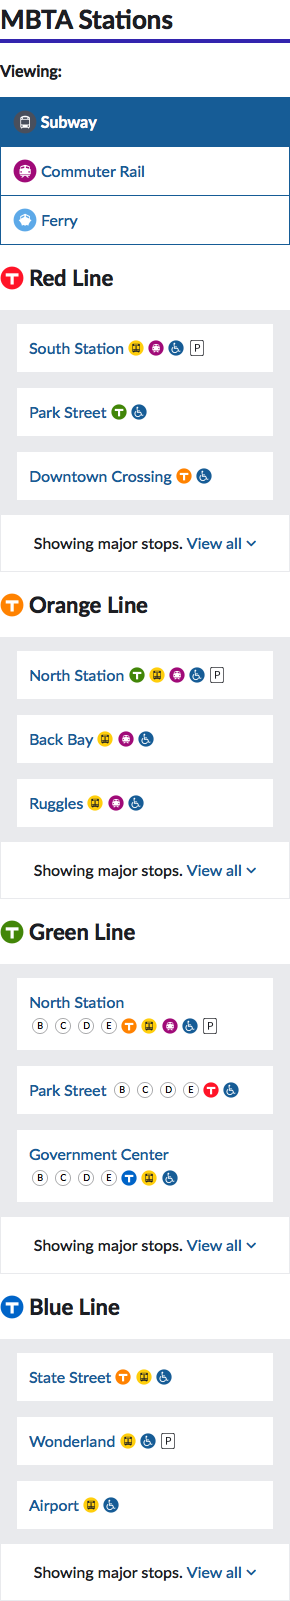 MBTA Stations
Viewing:
Subway
Commuter Rail
Ferry
T Red Line
South Station P
Park Street T
Downtown Crossing T
Showing major stops. View all
T Orange Line
North Station T P
Back Bay
Ruggles
Showing major stops. View all
T Green Line
North Station
B C D E T P
Park Street B C D E T
Government Center
B C D E T
Showing major stops. View all
T Blue Line
State Street T
Wonderland P
Airport
Showing major stops. View all